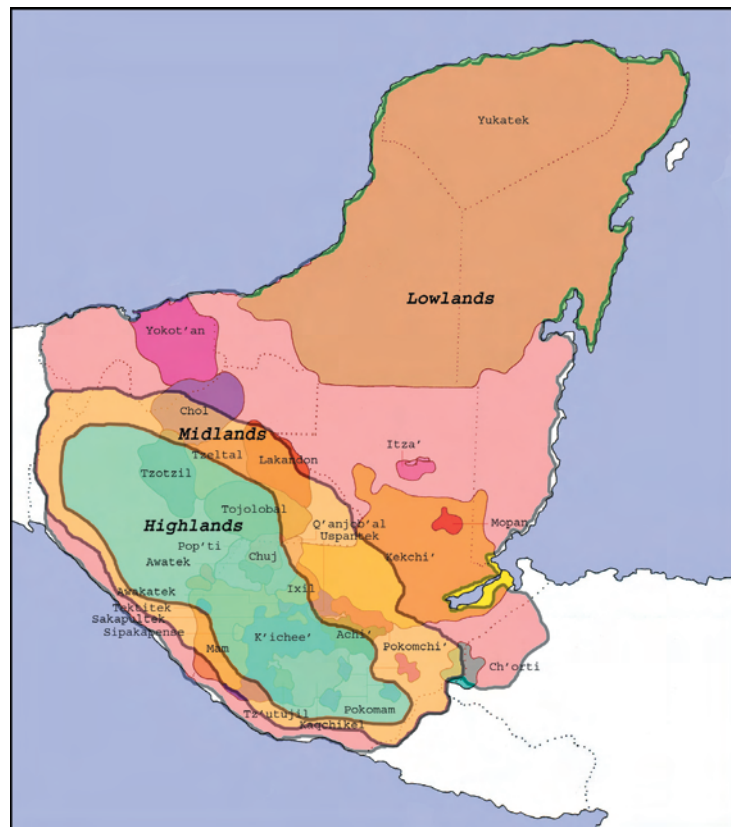 Yukatek
Lowlands
Yokot'an
Chol
Midlands
Tzeltal
Itza'
Lakandon
Tzotzil
Tojolobal
Highlands
Q'anjob'al
Mopan
Uspantek
Pop'ti
Chuj
Kekchi'
Awatek
Ixil
Awakatek
Tektitek
Sakapultek
Sipakapense
K'ichee'
Achi'
Mam
Pokomchi'
Ch'orti
Pokomam
Tz'utujil
Kaqchikel